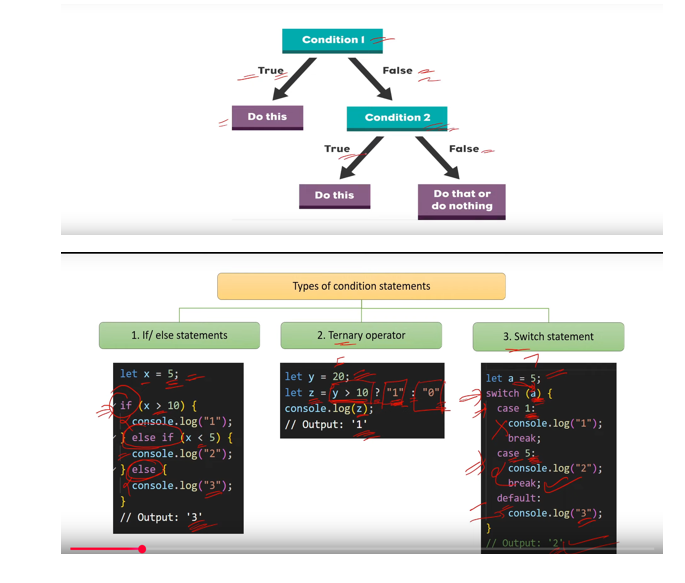 Condition 1
True
False
Do this
Condition 2
True
False
Do this
Do that or
do nothing
Types of condition statements
1. If/ else statements
2. Ternary operator
3. Switch statement
let x = 5;
if (x > 10) {
console.log("1");
} else if (x < 5) {
console.log("2");
} else {
console.log("3");
}
// Output: '3'
let y = 20;
let z = y > 10 ? "1" : "0"
console.log(z);
// Output: '1'
let a = 5;
switch (a) {
case 1:
console.log("1");
break;
case 5:
console.log("2");
break;
default:
console.log("3");
}
// Output: '2'